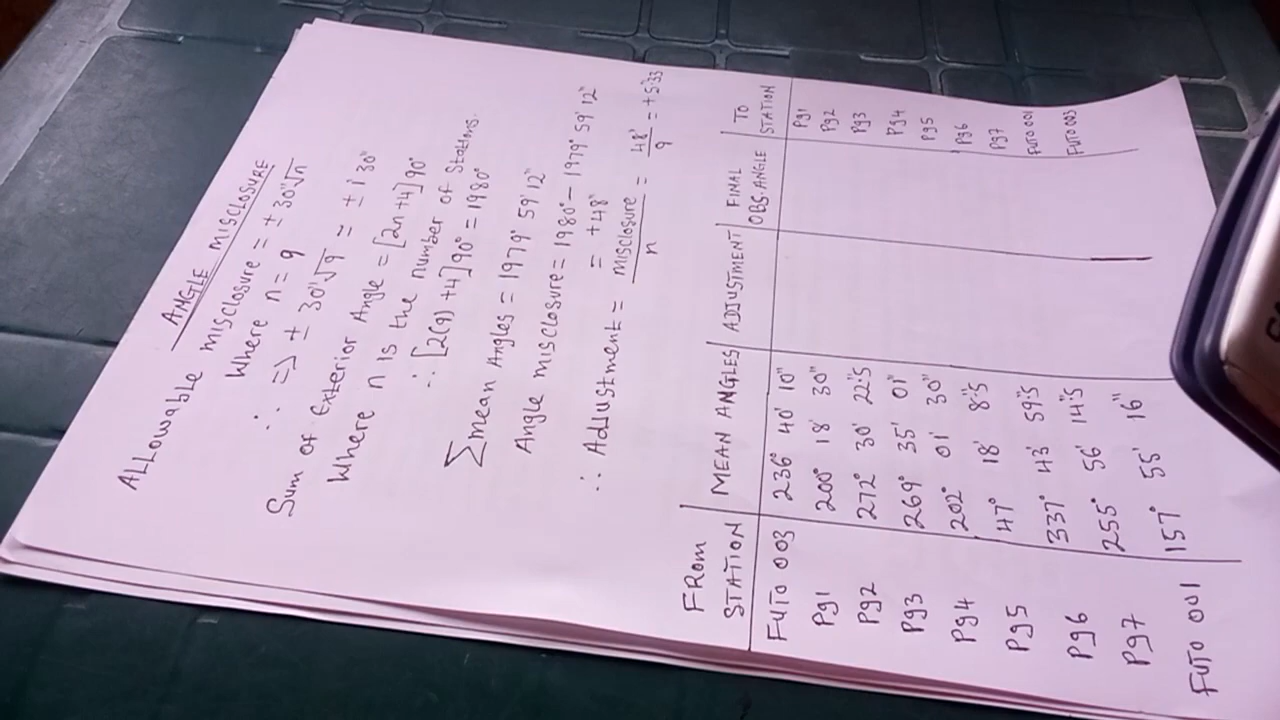 ANGLE MISCLOSURE
Allowable misclosure = ± 30"√n
Where n = 9
∴ => ± 30"√9 = ± 1' 30"
Sum of Exterior Angle = [2n+4]90°
Where n is the number of Stations.
∴ [2(9)+4]90° = 1980°
∑mean Angles = 1979° 59' 12"
Angle misclosure = 1980° – 1979° 59' 12"
= +48"
∴ Adjustment = misclosure / n = 48" / 9 = +5.33
FROM STATION | MEAN ANGLES | ADJUSTMENT | FINAL OBS. ANGLE | TO STATION
FUTO 003 236° 40' 10" Pg1
Pg1 200° 18' 30" Pg2
Pg2 272° 30' 22".5 Pg3
Pg3 269° 35' 01" Pg4
Pg4 202° 01' 30" Pg5
Pg5 47° 18' 8".5 Pg6
Pg6 337° 43' 59".5 Pg7
Pg7 255° 56' 14".5 FUTO 001
FUTO 001 157° 55' 16" FUTO 003